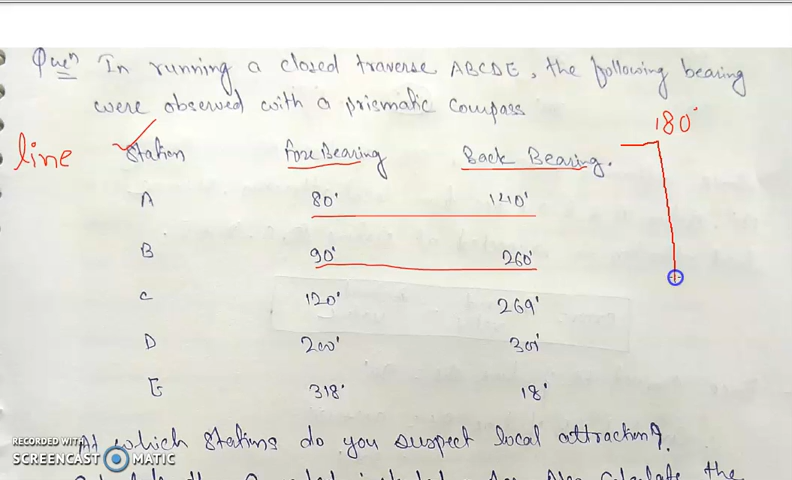 Quen In running a closed traverse ABCDE, the following bearing
were observed with a prismatic compass
180°
line Station Fore Bearing Back Bearing.
A 80° 140°
B 90° 260°
C 120° 269°
D 200° 301
E 318° 18°
At which stations do you suspect local attraction?
the
RECORDED WITH
SCREENCAST MATIC